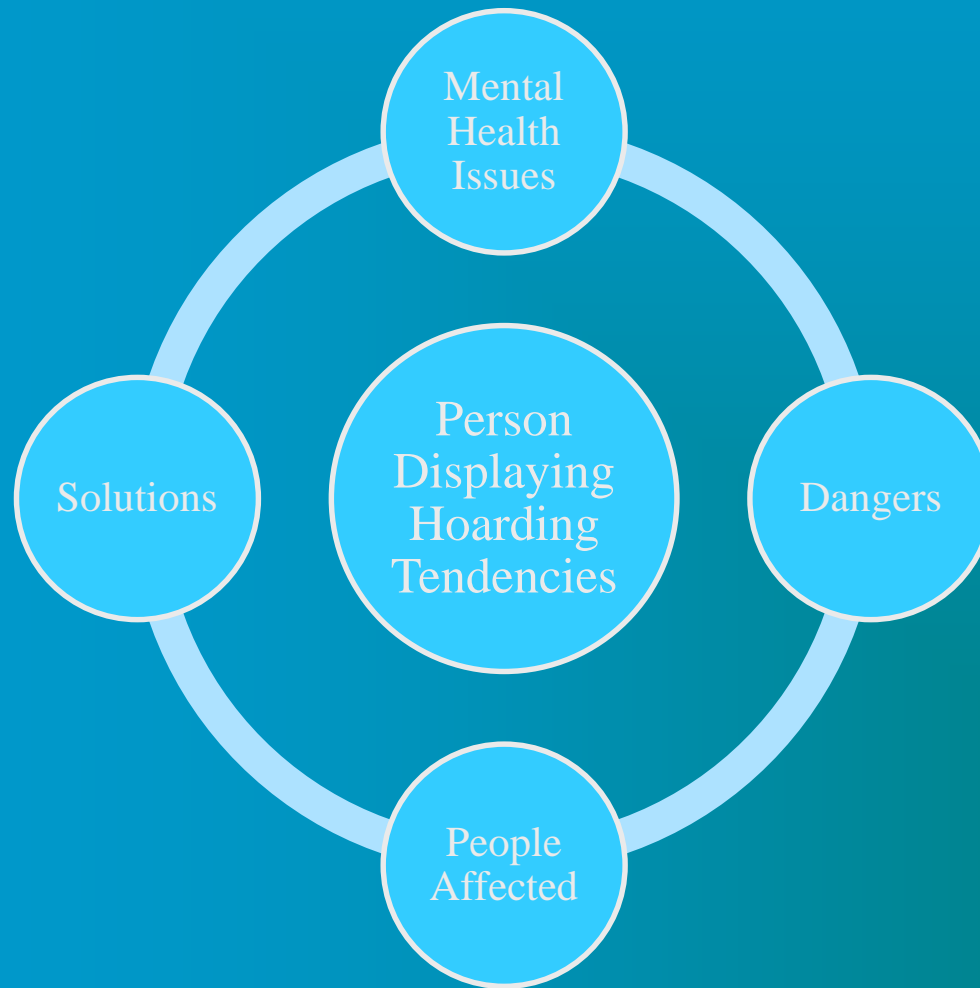 Mental
Health
Issues
Person
Displaying
Hoarding
Tendencies
Solutions
Dangers
People
Affected